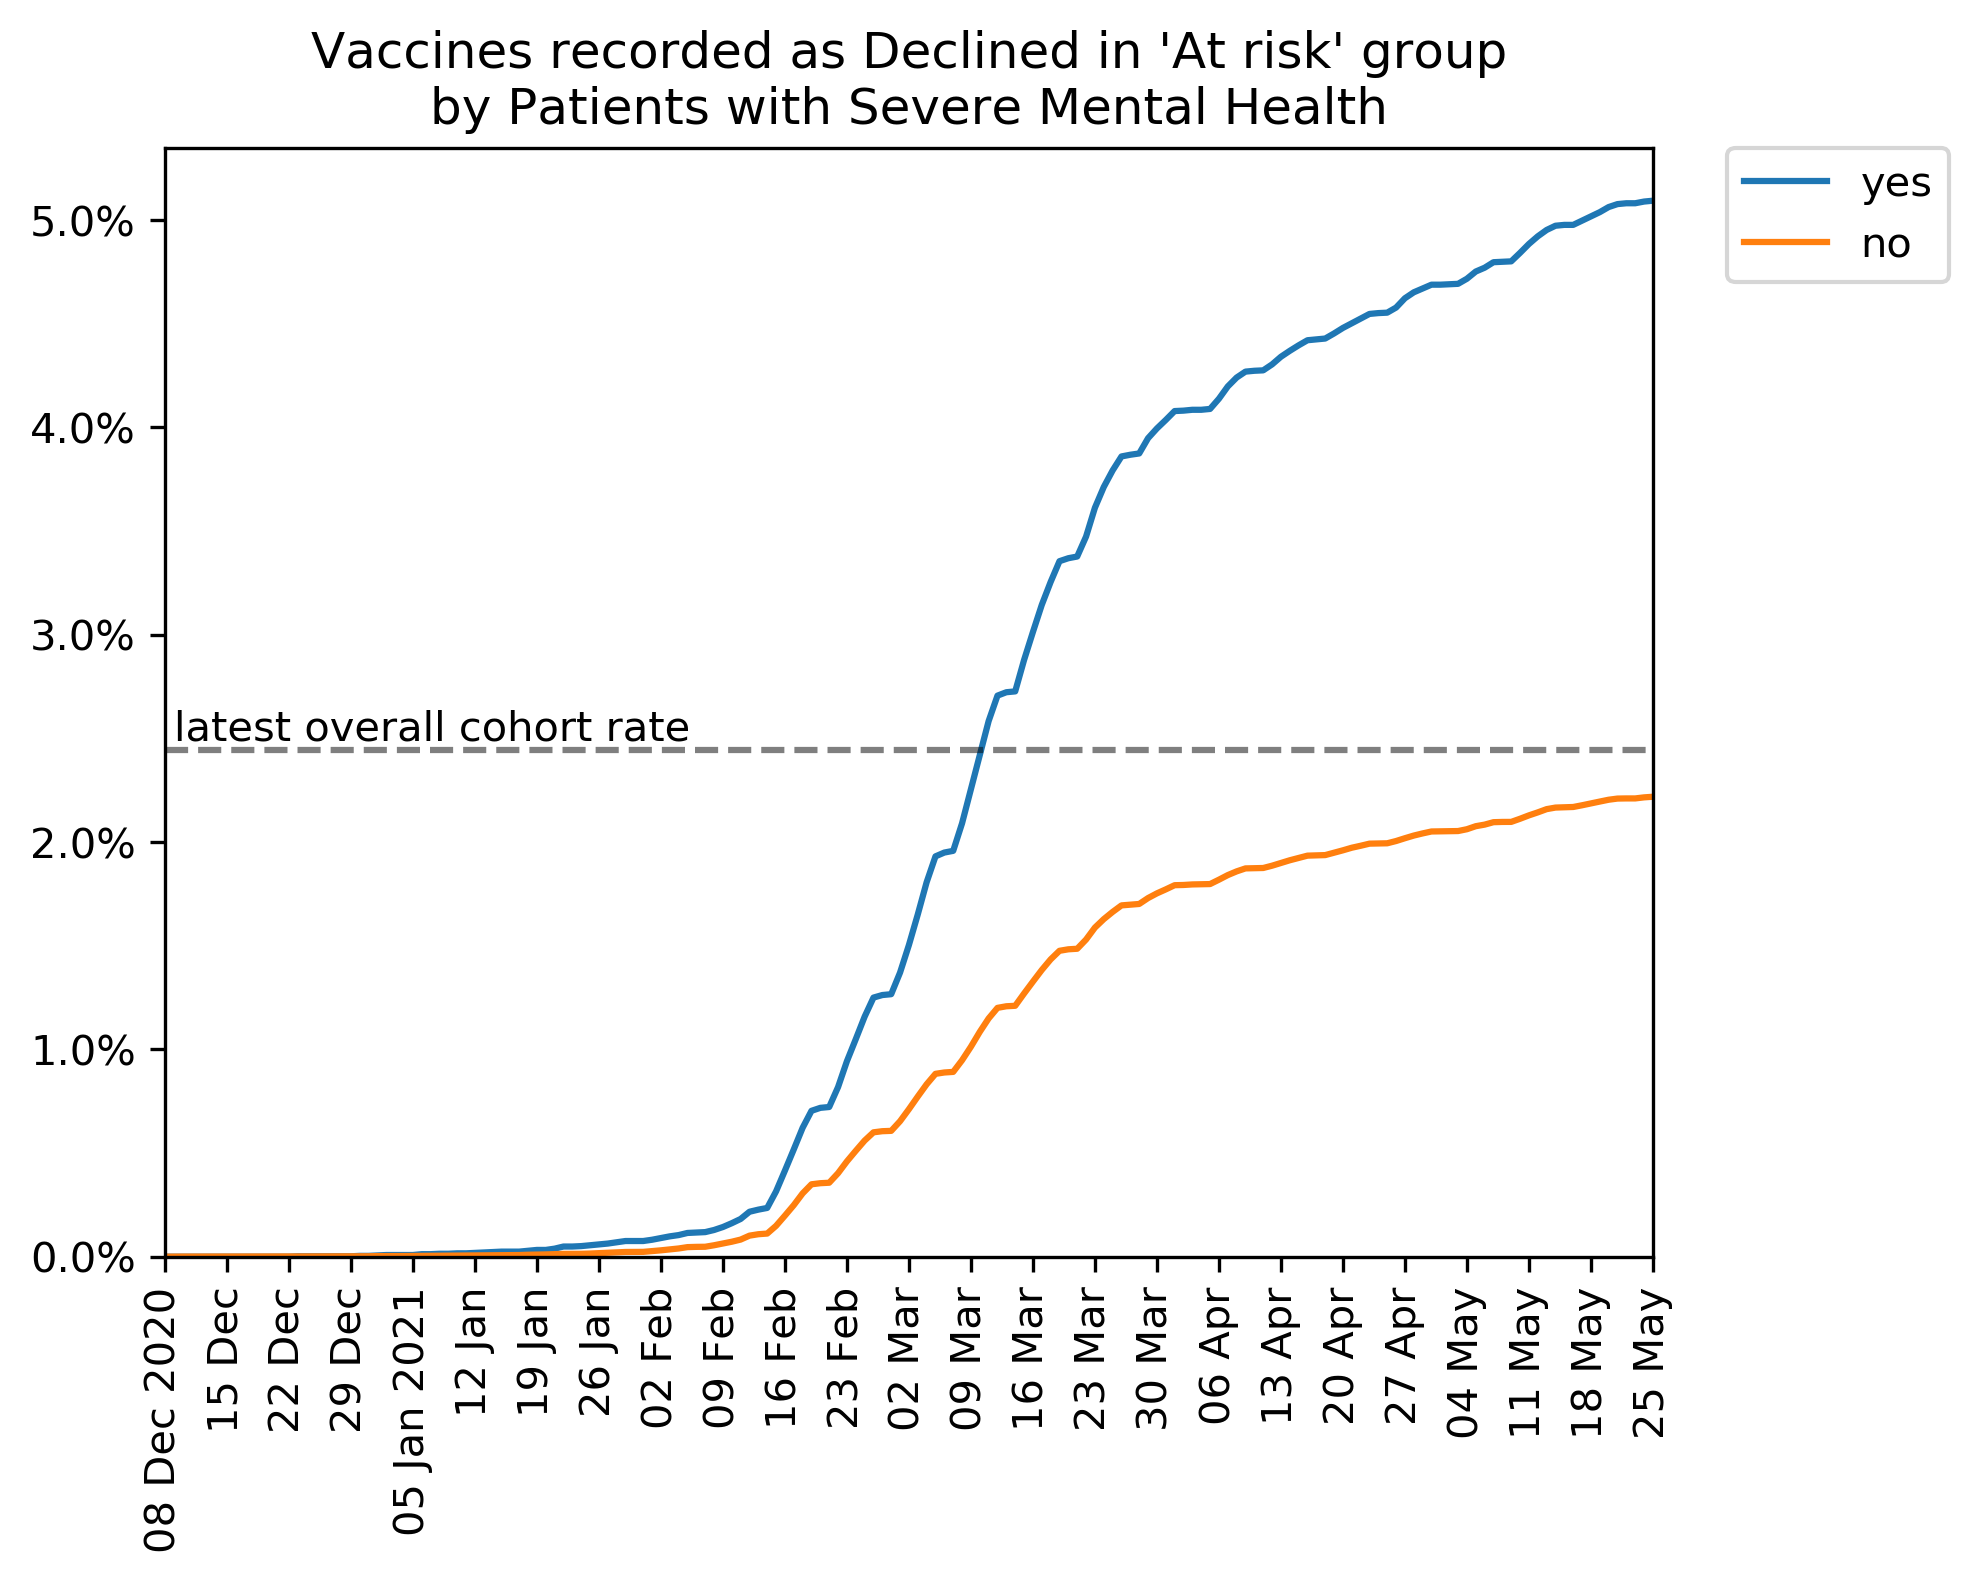 Vaccines recorded as Declined in 'At risk' group
by Patients with Severe Mental Health
yes
no
5.0%
4.0%
3.0%
latest overall cohort rate
2.0%
1.0%
0.0%
08 Dec 2020
15 Dec
22 Dec
29 Dec
05 Jan 2021
12 Jan
19 Jan
26 Jan
02 Feb
09 Feb
16 Feb
23 Feb
02 Mar
09 Mar
16 Mar
23 Mar
30 Mar
06 Apr
13 Apr
20 Apr
27 Apr
04 May
11 May
18 May
25 May